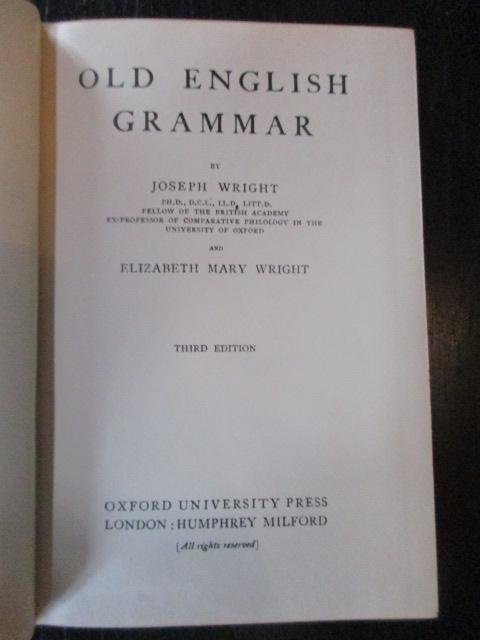 OLD ENGLISH
GRAMMAR
BY
JOSEPH WRIGHT
PH.D., D.C.L., LL.D., LITT.D.
FELLOW OF THE BRITISH ACADEMY
EX-PROFESSOR OF COMPARATIVE PHILOLOGY IN THE
UNIVERSITY OF OXFORD
AND
ELIZABETH MARY WRIGHT
THIRD EDITION
OXFORD UNIVERSITY PRESS
LONDON : HUMPHREY MILFORD
[All rights reserved]